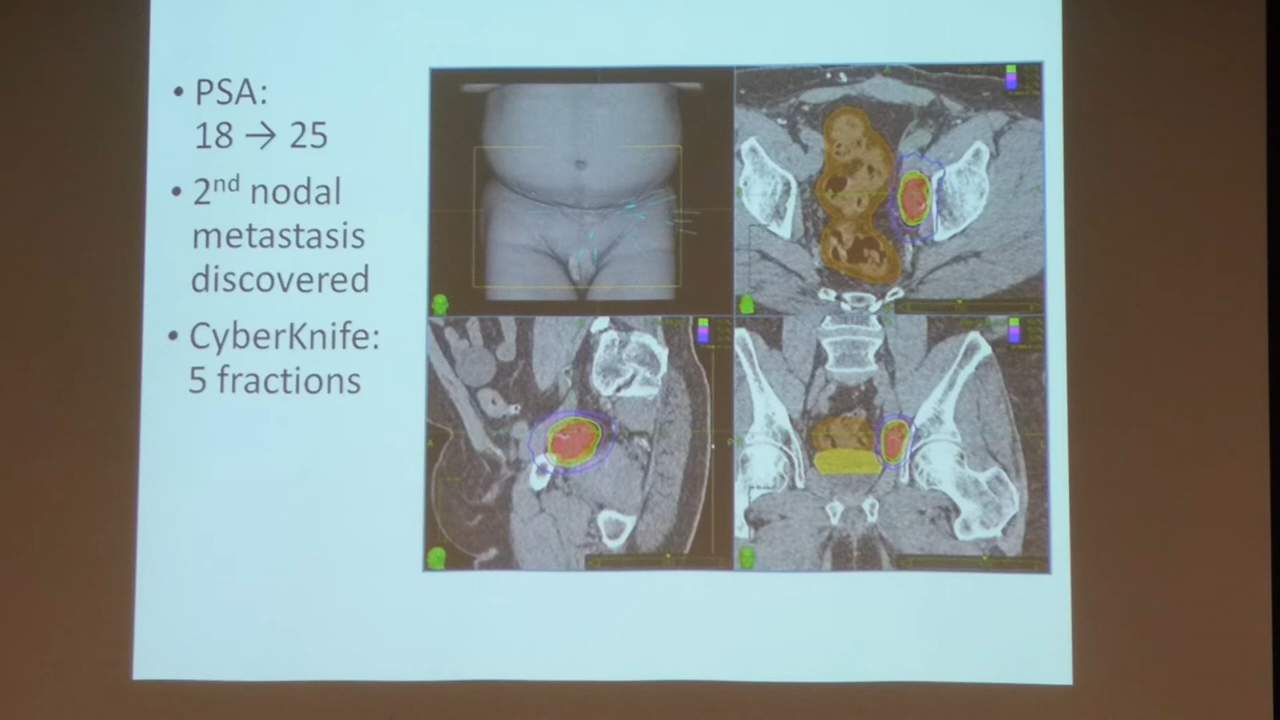 • PSA:
18 → 25
• 2nd nodal
metastasis
discovered
• CyberKnife:
5 fractions